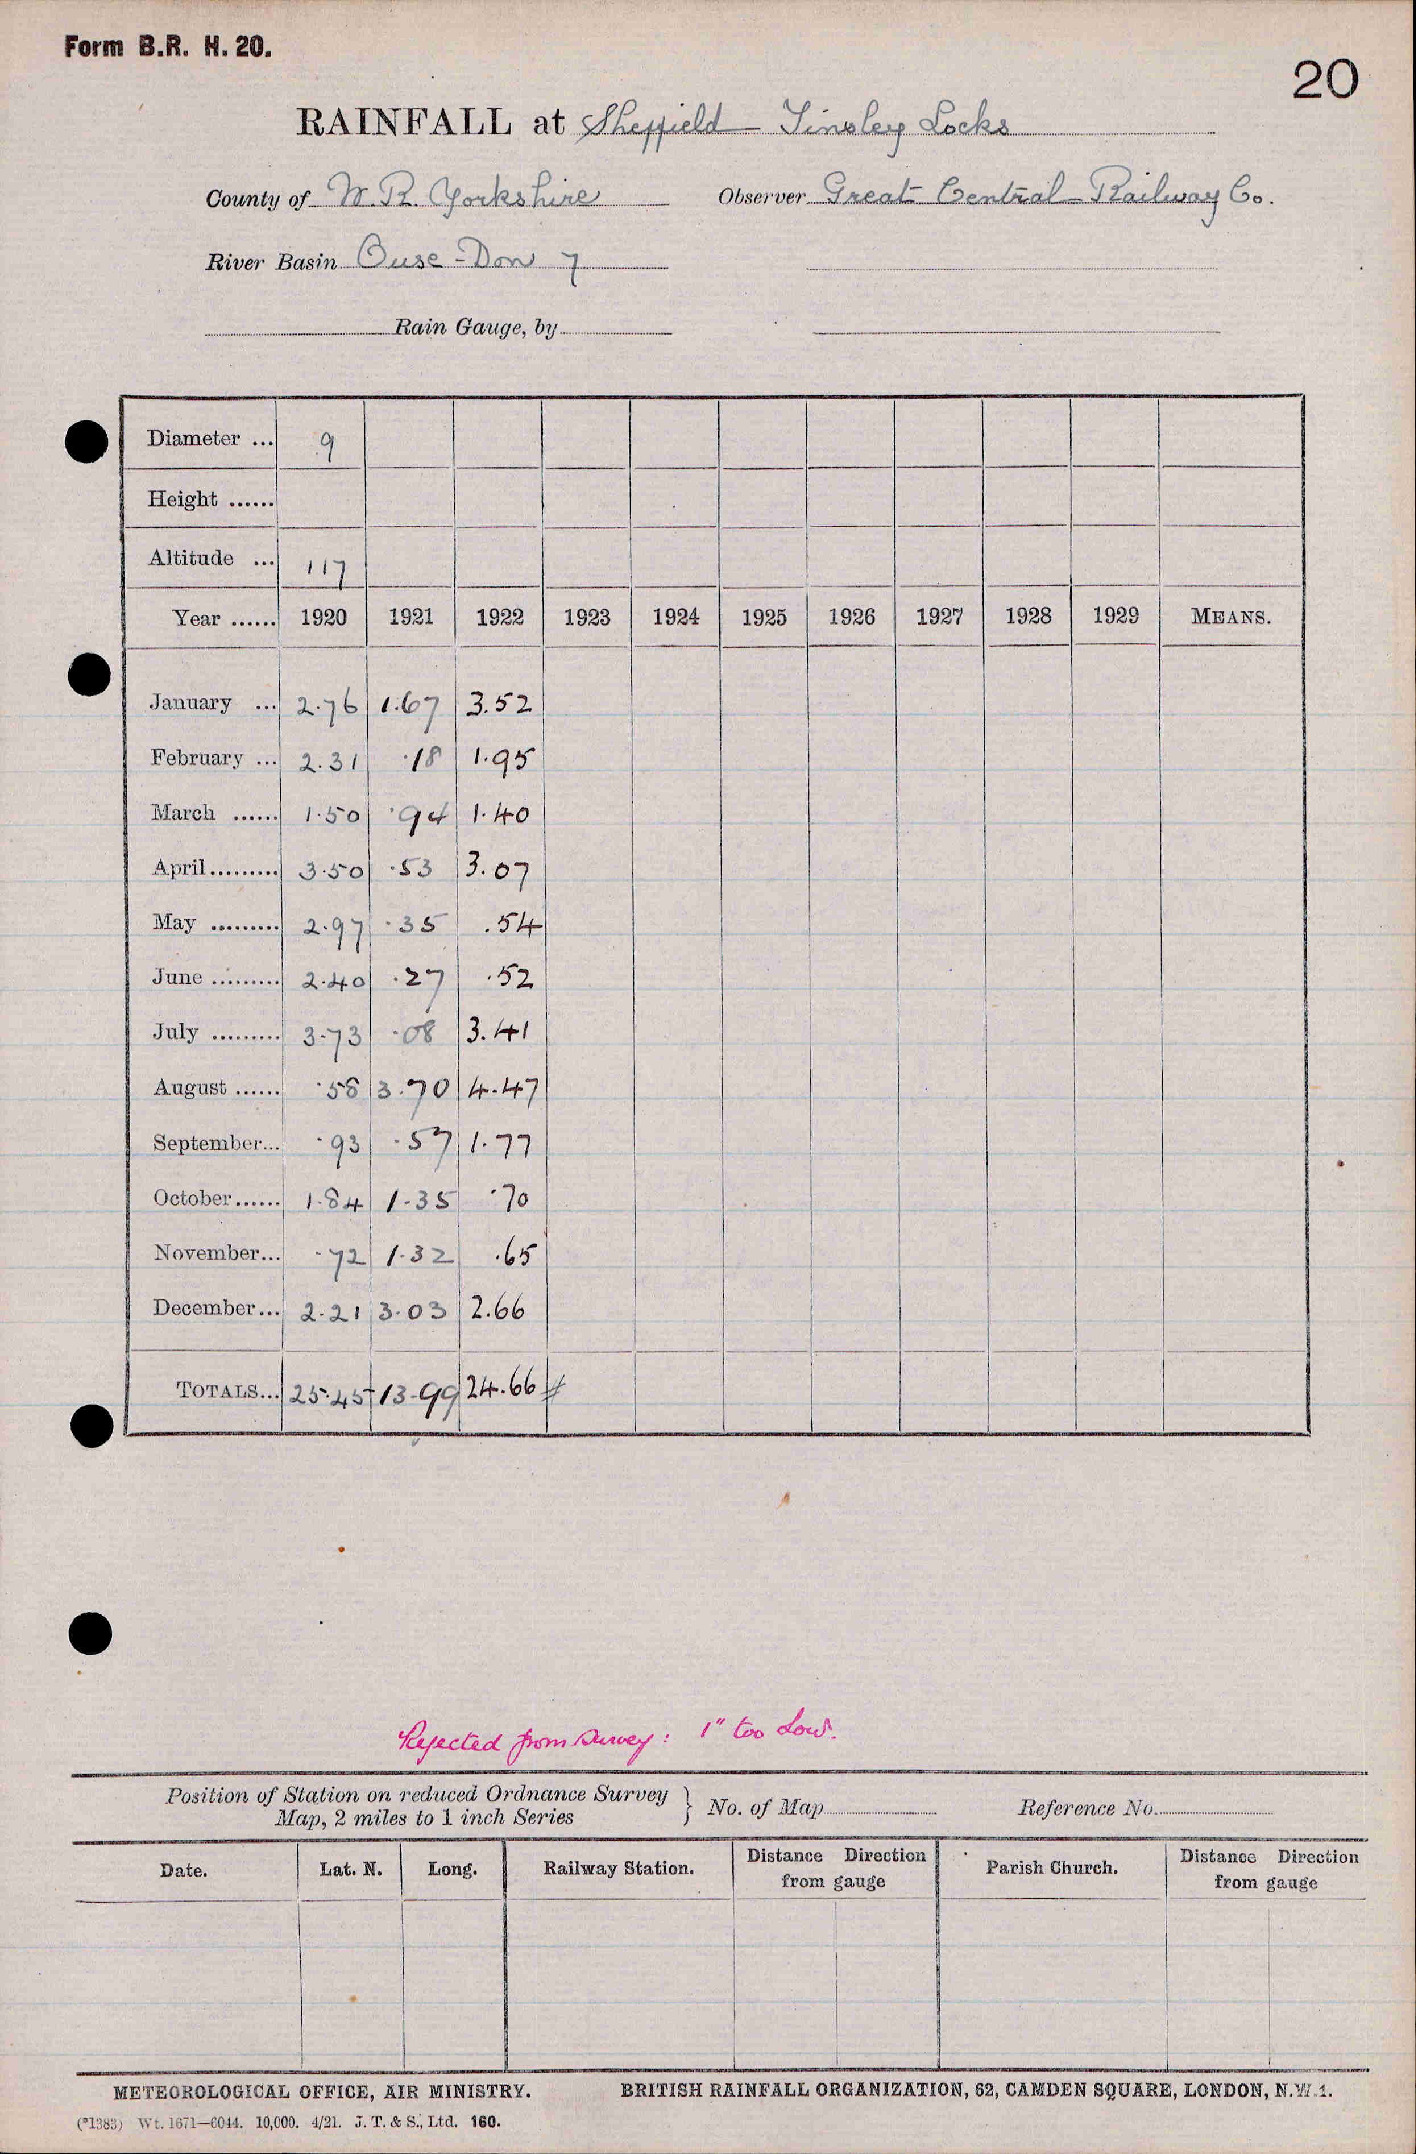 Form B.R. H. 20.
20
RAINFALL at Sheffield - Tinsley Locks
County of W. R. Yorkshire Observer Great Central Railway Co.
River Basin Ouse - Don 7
Rain Gauge, by
Diameter ... 9
Height ......
Altitude ... 117
Year ...... 1920 1921 1922 1923 1924 1925 1926 1927 1928 1929 MEANS.
January ... 2.76 1.67 3.52
February ... 2.31 .18 1.95
March ...... 1.50 .94 1.40
April......... 3.50 .53 3.07
May ......... 2.97 .35 .54
June ......... 2.40 .27 .52
July ......... 3.73 .08 3.41
August ...... .58 3.70 4.47
September... .93 .57 1.77
October...... 1.84 1.35 .70
November... .72 1.32 .65
December... 2.21 3.03 2.66
TOTALS... 25.45 13.99 24.66 #
Rejected from survey: 1" too low.
Position of Station on reduced Ordnance Survey Map, 2 miles to 1 inch Series } No. of Map Reference No.
Date. Lat. N. Long. Railway Station. Distance Direction from gauge Parish Church. Distance Direction from gauge
METEOROLOGICAL OFFICE, AIR MINISTRY. BRITISH RAINFALL ORGANIZATION, 62, CAMDEN SQUARE, LONDON, N.W.1.
(*1383) Wt. 1671—6044. 10,000. 4/21. J. T. & S., Ltd. 160.